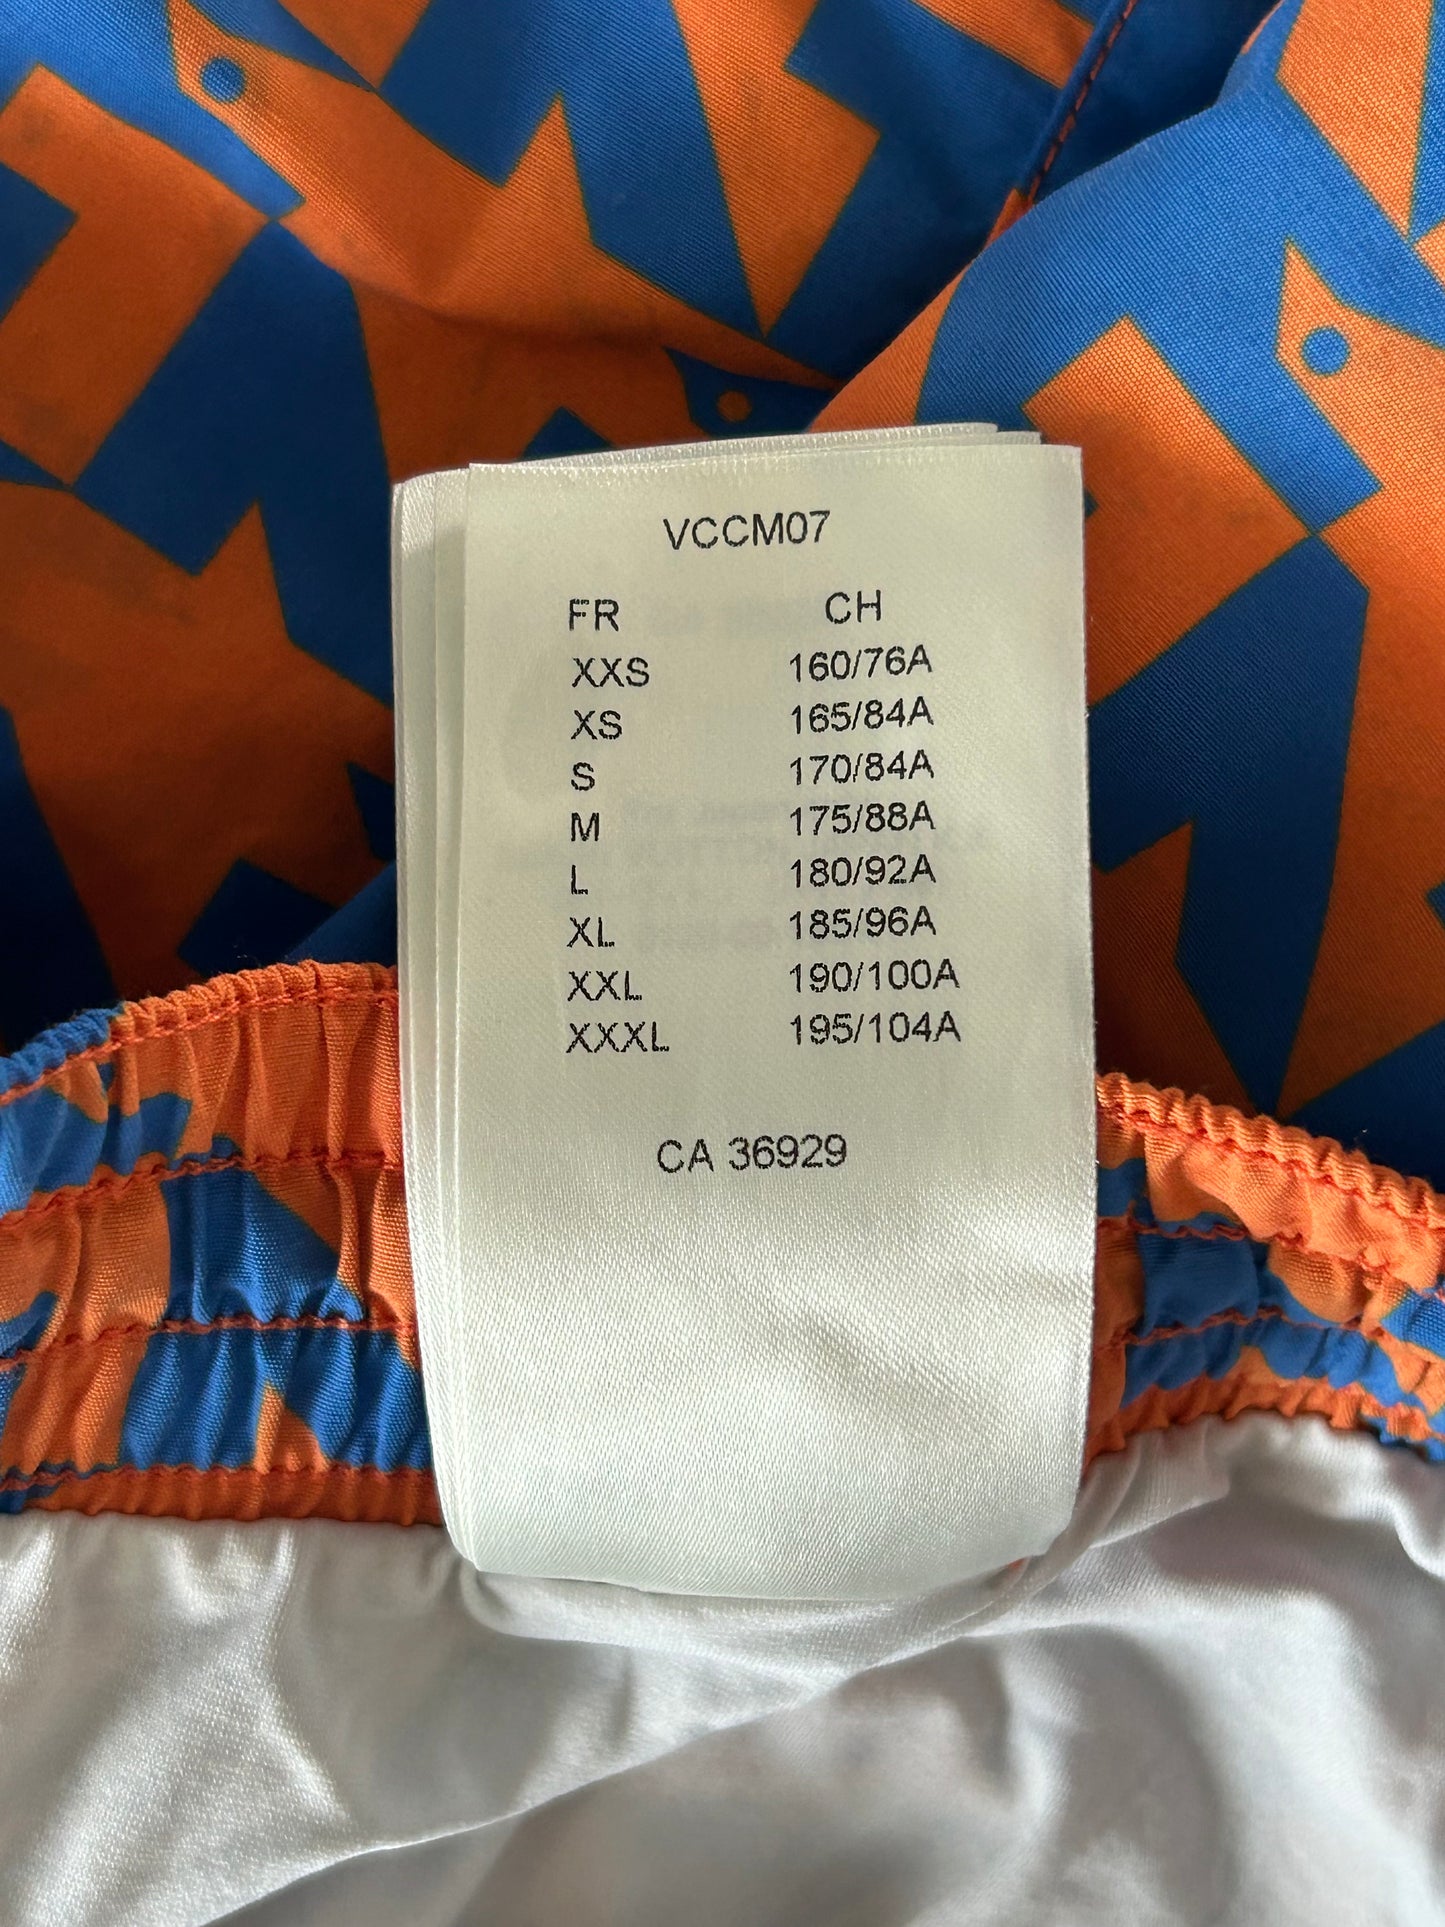 VCCM07
FR CH
XXS 160/76A
XS 165/84A
S 170/84A
M 175/88A
L 180/92A
XL 185/96A
XXL 190/100A
XXXL 195/104A
CA 36929